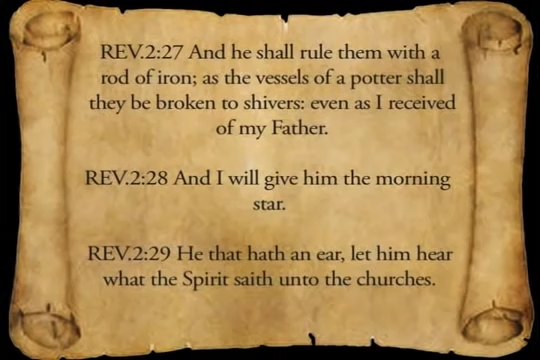 REV.2:27 And he shall rule them with a
rod of iron; as the vessels of a potter shall
they be broken to shivers: even as I received
of my Father.
REV.2:28 And I will give him the morning
star.
REV.2:29 He that hath an ear, let him hear
what the Spirit saith unto the churches.